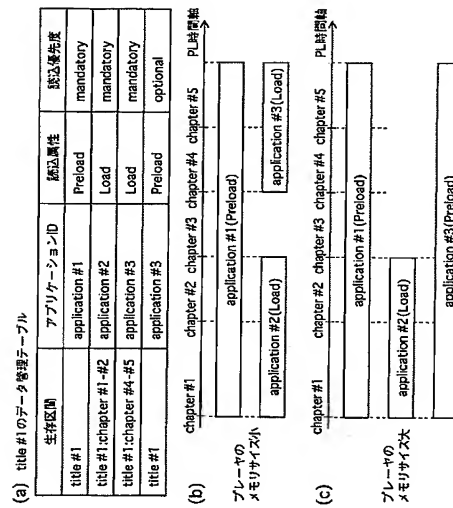 (a) title #1のデータ管理テーブル
生存区間 アプリケーションID 読込属性 読込優先度
title #1 application #1 Preload mandatory
title #1:chapter #1-#2 application #2 Load mandatory
title #1:chapter #4-#5 application #3 Load mandatory
title #1 application #3 Preload optional
(b)
chapter #1 chapter #2 chapter #3 chapter #4 chapter #5 PL時間軸
プレーヤの
メモリサイズ小
application #1(Preload)
application #2(Load) application #3(Load)
(c)
chapter #1 chapter #2 chapter #3 chapter #4 chapter #5 PL時間軸
プレーヤの
メモリサイズ大
application #1(Preload)
application #2(Load)
application #3(Preload)